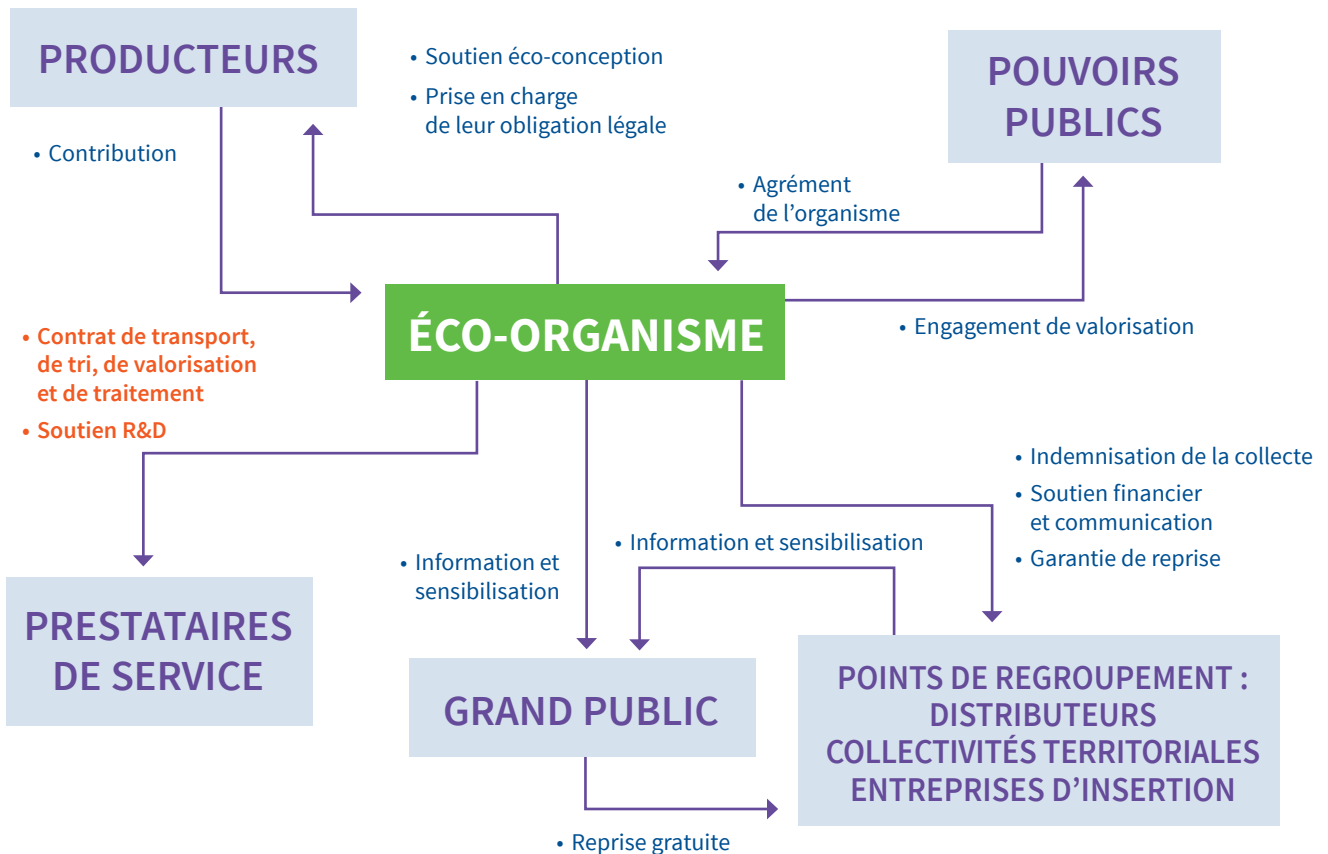 PRODUCTEURS
• Soutien éco-conception
• Prise en charge
de leur obligation légale
POUVOIRS
PUBLICS
• Contribution
• Agrément
de l’organisme
ÉCO-ORGANISME
• Engagement de valorisation
• Contrat de transport,
de tri, de valorisation
et de traitement
• Soutien R&D
• Indemnisation de la collecte
• Soutien financier
et communication
• Garantie de reprise
• Information et
sensibilisation
• Information et sensibilisation
PRESTATAIRES
DE SERVICE
GRAND PUBLIC
POINTS DE REGROUPEMENT :
DISTRIBUTEURS
COLLECTIVITÉS TERRITORIALES
ENTREPRISES D’INSERTION
• Reprise gratuite